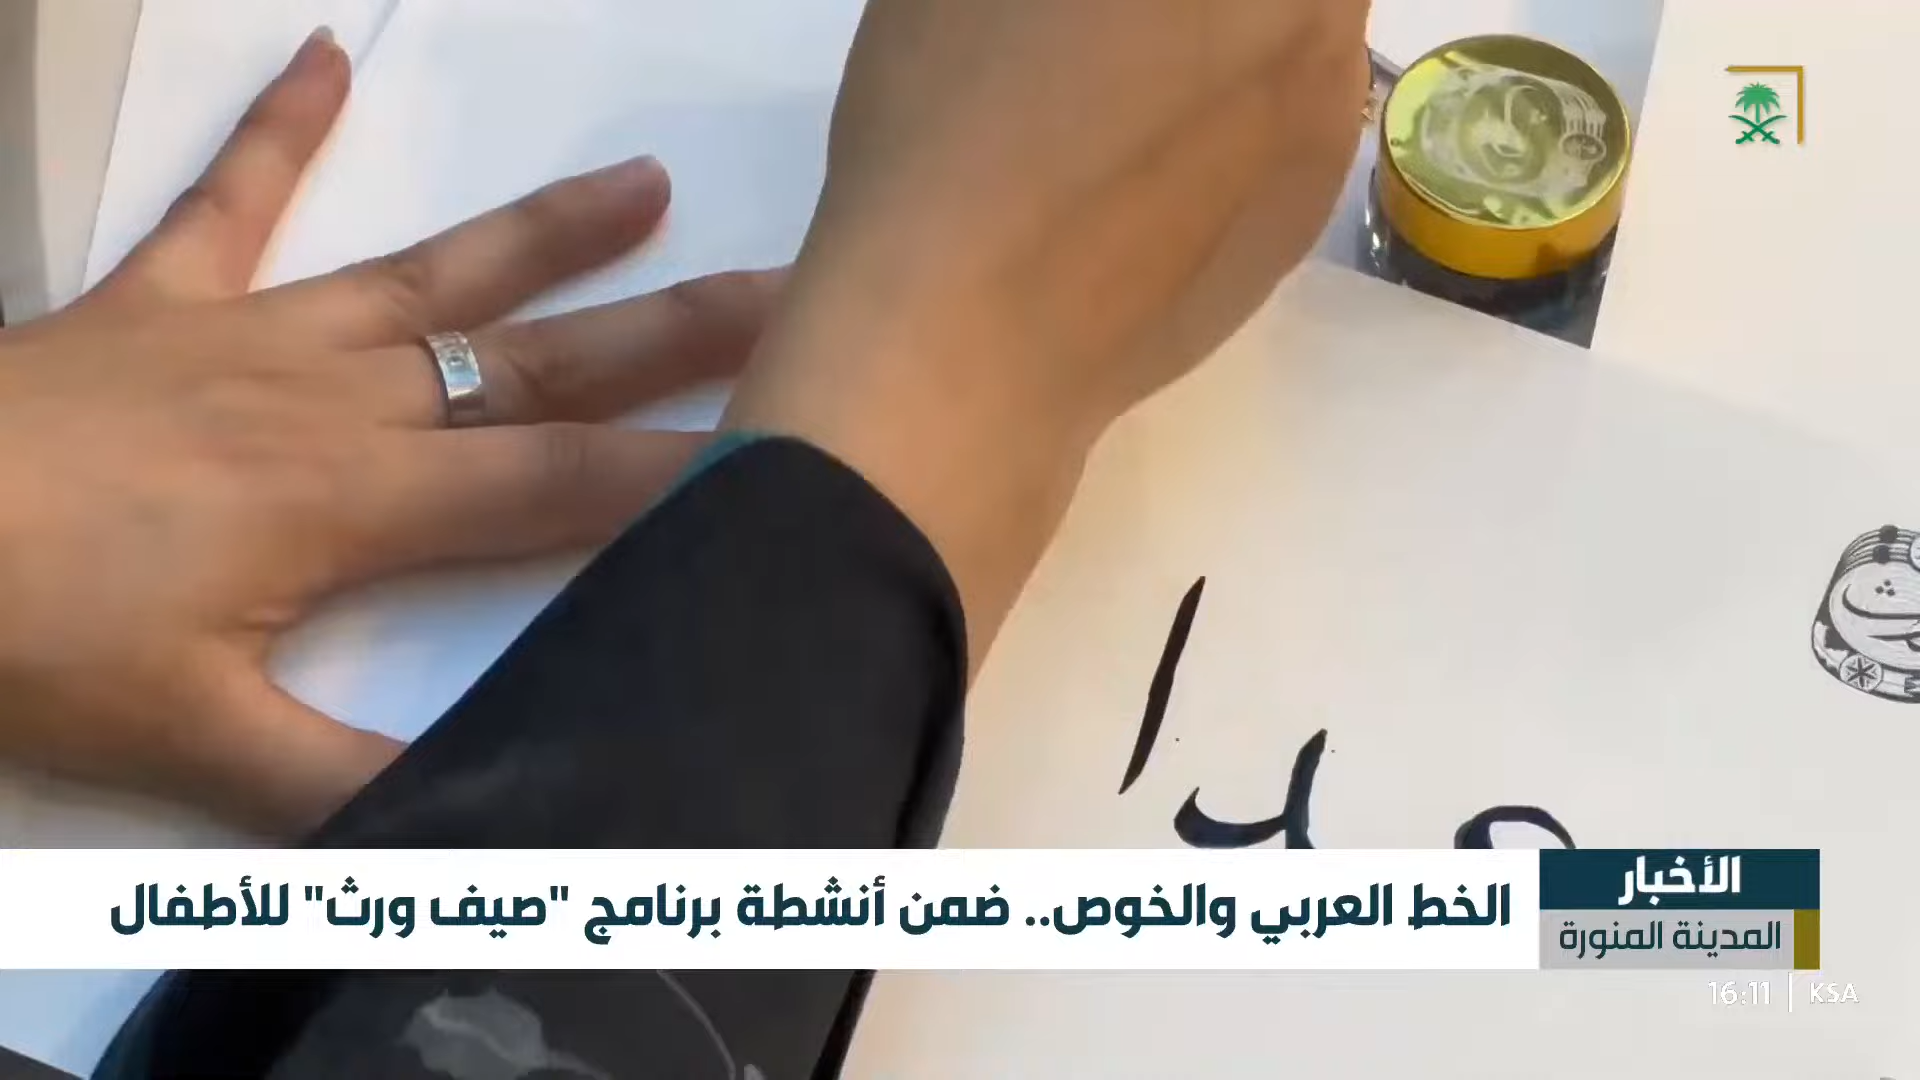 الأخبار
المدينة المنورة
الخط العربي والخوص.. ضمن أنشطة برنامج "صيف ورث" للأطفال
16:11 | KSA